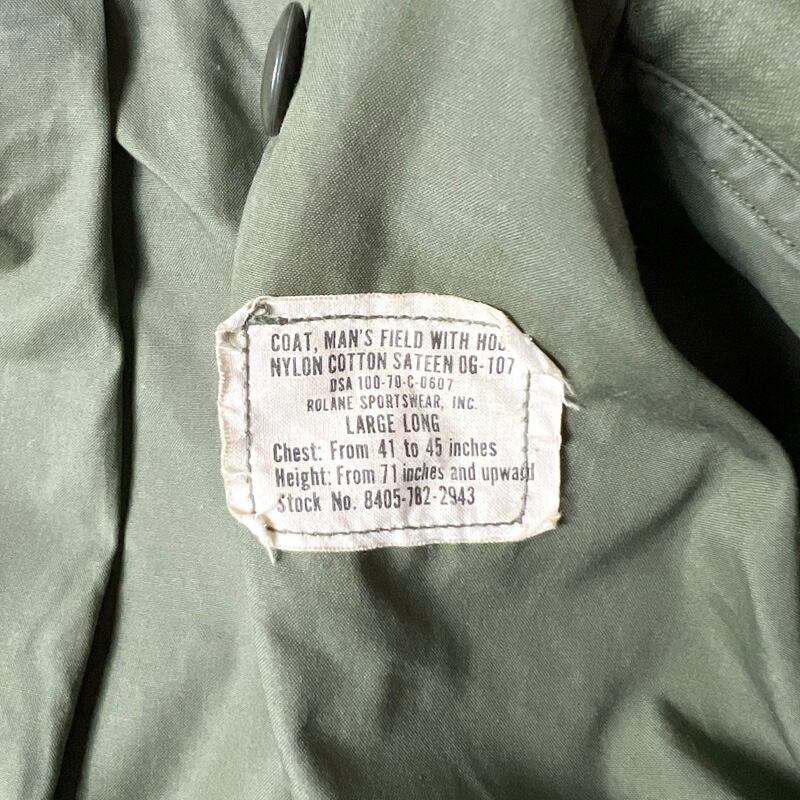 COAT, MAN'S FIELD WITH HOO
NYLON COTTON SATEEN OG-107
DSA 100-70-C-0607
ROLANE SPORTSWEAR, INC.
LARGE LONG
Chest: From 41 to 45 inches
Height: From 71 inches and upward
Stock No. 8405-782-2943